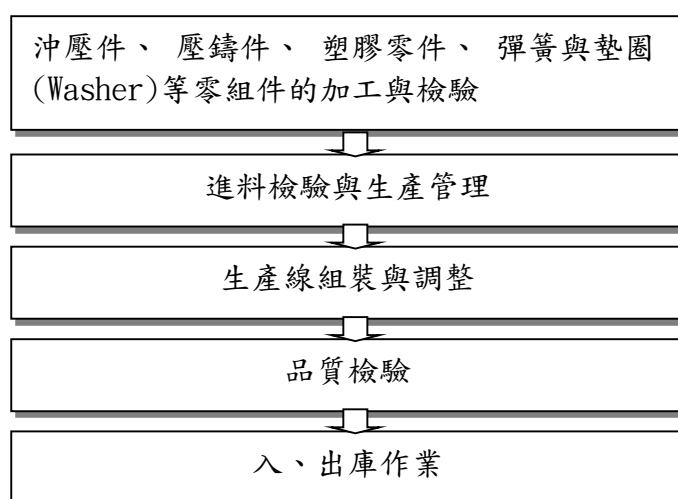 沖壓件、 壓鑄件、 塑膠零件、 彈簧與墊圈
(Washer)等零組件的加工與檢驗
進料檢驗與生產管理
生產線組裝與調整
品質檢驗
入、出庫作業